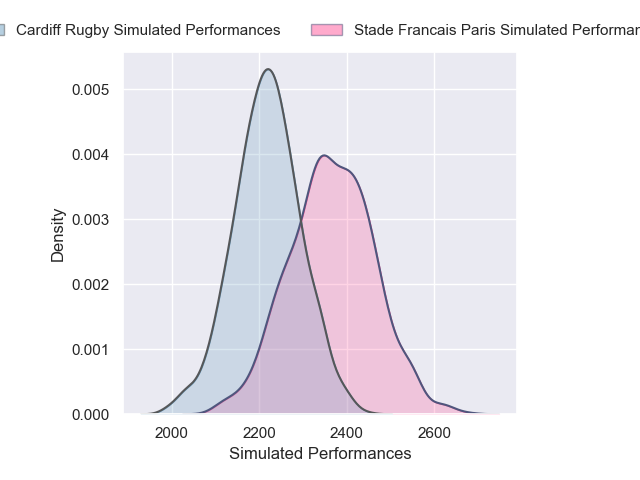 Cardiff Rugby Simulated Performances Stade Francais Paris Simulated
0.005
0.004
0.003
0.002
0.001
0.000
Density
2000 2200 2400 2600
Simulated Performances